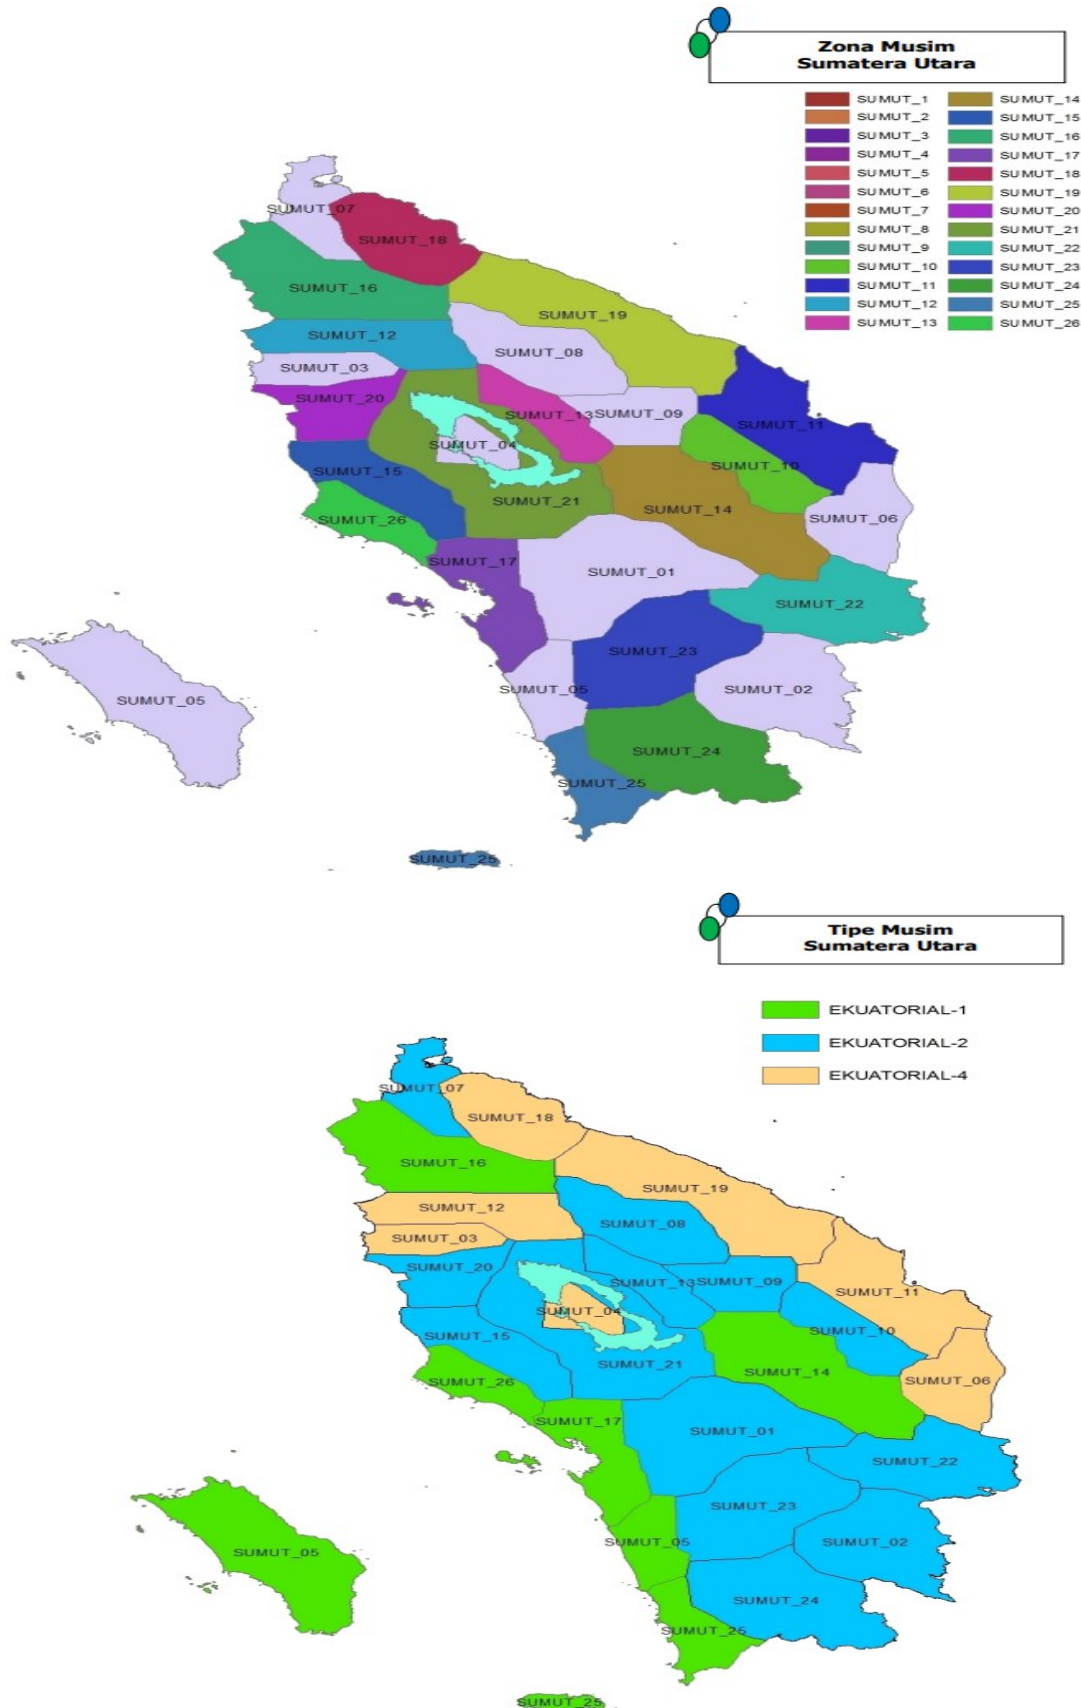 Zona Musim
Sumatera Utara
SUMUT_1
SUMUT_2
SUMUT_3
SUMUT_4
SUMUT_5
SUMUT_6
SUMUT_7
SUMUT_8
SUMUT_9
SUMUT_10
SUMUT_11
SUMUT_12
SUMUT_13
SUMUT_14
SUMUT_15
SUMUT_16
SUMUT_17
SUMUT_18
SUMUT_19
SUMUT_20
SUMUT_21
SUMUT_22
SUMUT_23
SUMUT_24
SUMUT_25
SUMUT_26
SUMUT_07
SUMUT_18
SUMUT_16
SUMUT_19
SUMUT_12
SUMUT_08
SUMUT_03
SUMUT_20
SUMUT_13
SUMUT_09
SUMUT_11
SUMUT_04
SUMUT_10
SUMUT_15
SUMUT_21
SUMUT_14
SUMUT_06
SUMUT_26
SUMUT_17
SUMUT_01
SUMUT_22
SUMUT_23
SUMUT_05
SUMUT_02
SUMUT_05
SUMUT_24
SUMUT_25
SUMUT_25
Tipe Musim
Sumatera Utara
EKUATORIAL-1
EKUATORIAL-2
EKUATORIAL-4
SUMUT_07
SUMUT_18
SUMUT_16
SUMUT_19
SUMUT_12
SUMUT_08
SUMUT_03
SUMUT_20
SUMUT_13
SUMUT_09
SUMUT_11
SUMUT_04
SUMUT_10
SUMUT_15
SUMUT_21
SUMUT_14
SUMUT_06
SUMUT_26
SUMUT_17
SUMUT_01
SUMUT_22
SUMUT_23
SUMUT_05
SUMUT_02
SUMUT_05
SUMUT_24
SUMUT_25
SUMUT_25